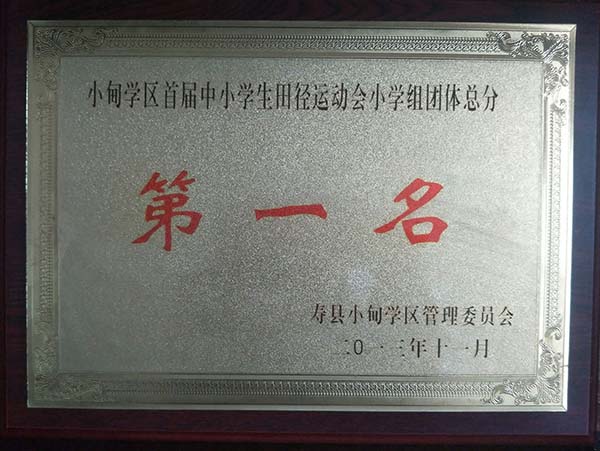 小甸学区首届中小学生田径运动会小学组团体总分
第一名
寿县小甸学区管理委员会
二0一三年十一月